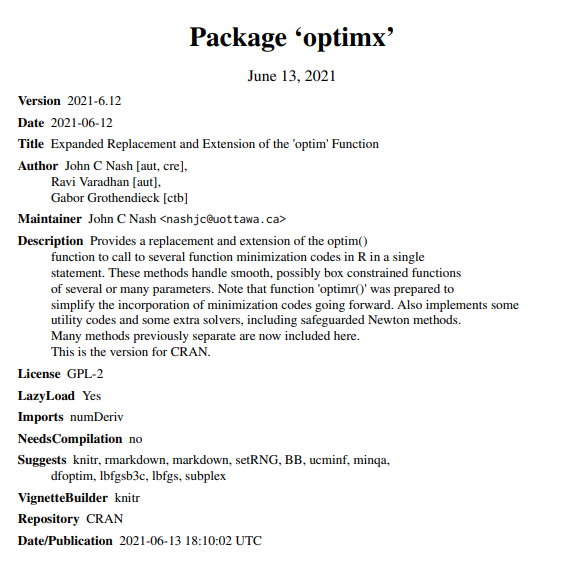 Package ‘optimx’
June 13, 2021
Version 2021-6.12
Date 2021-06-12
Title Expanded Replacement and Extension of the 'optim' Function
Author John C Nash [aut, cre],
Ravi Varadhan [aut],
Gabor Grothendieck [ctb]
Maintainer John C Nash <nashjc@uottawa.ca>
Description Provides a replacement and extension of the optim()
function to call to several function minimization codes in R in a single
statement. These methods handle smooth, possibly box constrained functions
of several or many parameters. Note that function 'optimr()' was prepared to
simplify the incorporation of minimization codes going forward. Also implements some
utility codes and some extra solvers, including safeguarded Newton methods.
Many methods previously separate are now included here.
This is the version for CRAN.
License GPL-2
LazyLoad Yes
Imports numDeriv
NeedsCompilation no
Suggests knitr, rmarkdown, markdown, setRNG, BB, ucminf, minqa,
dfoptim, lbfgsb3c, lbfgs, subplex
VignetteBuilder knitr
Repository CRAN
Date/Publication 2021-06-13 18:10:02 UTC